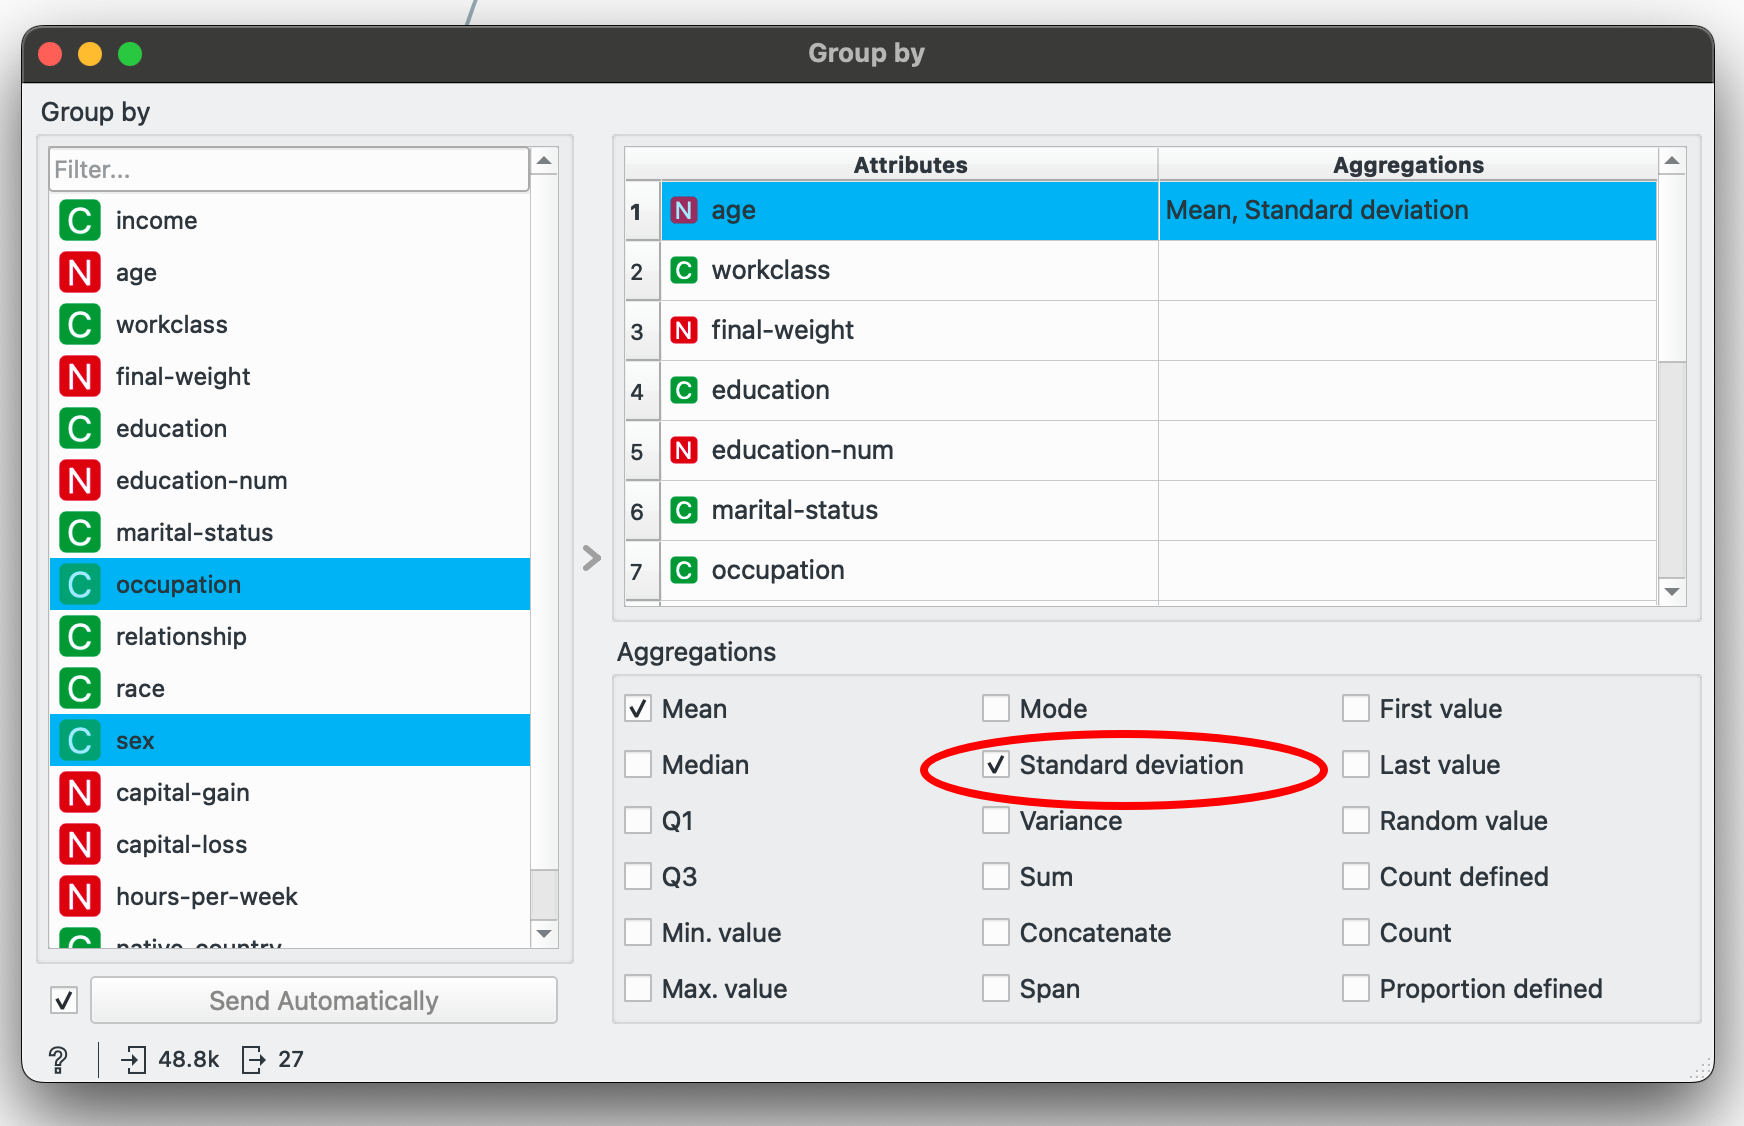 Group by
Group by
Filter...
C income
N age
C workclass
N final-weight
C education
N education-num
C marital-status
C occupation
C relationship
C race
C sex
N capital-gain
N capital-loss
N hours-per-week
C native-country
Send Automatically
? 48.8k 27
Attributes Aggregations
1 N age Mean, Standard deviation
2 C workclass
3 N final-weight
4 C education
5 N education-num
6 C marital-status
7 C occupation
Aggregations
Mean Mode First value
Median Standard deviation Last value
Q1 Variance Random value
Q3 Sum Count defined
Min. value Concatenate Count
Max. value Span Proportion defined